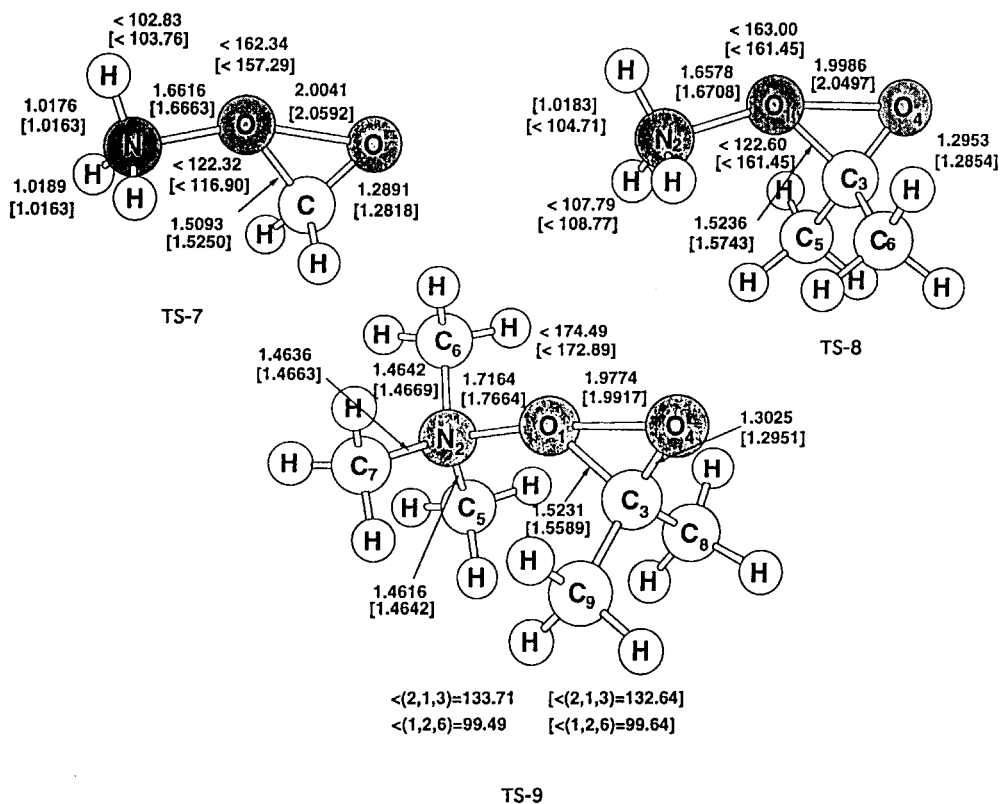 < 102.83
[< 103.76]
< 162.34
[< 157.29]
H
1.0176
[1.0163]
1.6616
[1.6663]
2.0041
[2.0592]
N
O
O
H
H
1.0189
[1.0163]
< 122.32
[< 116.90]
1.5093
[1.5250]
C
1.2891
[1.2818]
H
H
TS-7
< 163.00
[< 161.45]
H
[1.0183]
[< 104.71]
1.6578
[1.6708]
1.9986
[2.0497]
N2
O4
< 122.60
[< 161.45]
1.2953
[1.2854]
H
H
H
C3
H
< 107.79
[< 108.77]
1.5236
[1.5743]
C5
C6
H
H
H
H
TS-8
H
H
C6
H
< 174.49
[< 172.89]
1.4636
[1.4663]
1.4642
[1.4669]
1.7164
[1.7664]
1.9774
[1.9917]
1.3025
[1.2951]
H
N2
O1
O4
H
C7
H
C5
H
H
H
1.5231
[1.5589]
C3
H
C8
H
H
H
1.4616
[1.4642]
H
C9
H
H
<(2,1,3)=133.71 [<(2,1,3)=132.64]
<(1,2,6)=99.49 [<(1,2,6)=99.64]
TS-9